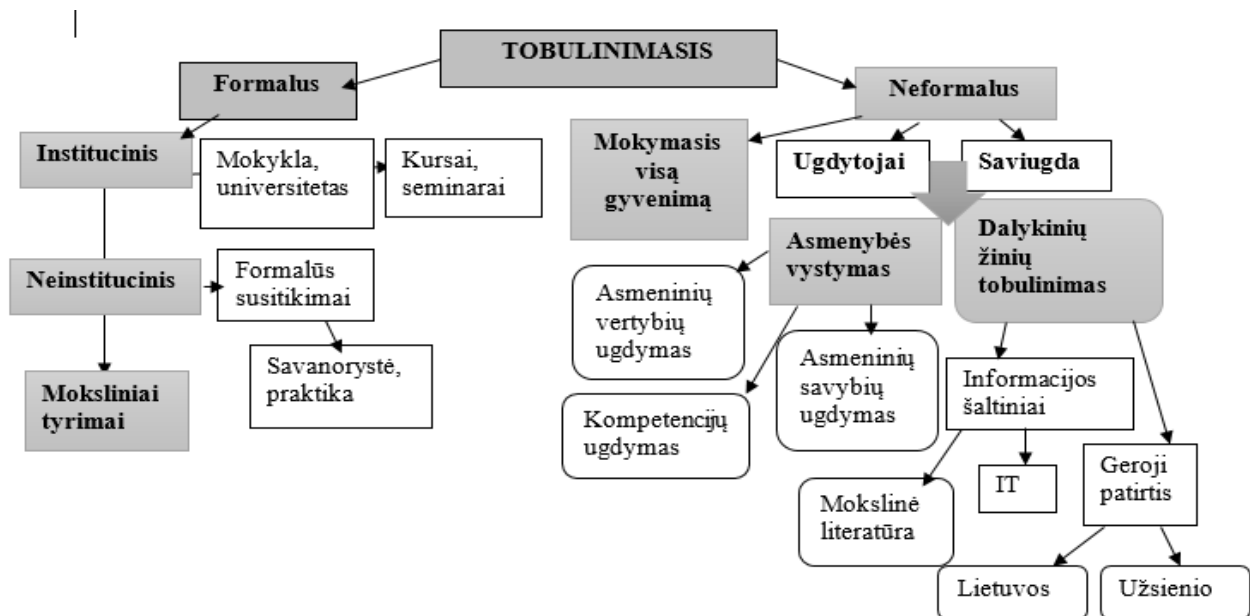 TOBULINIMASIS
Formalus
Neformalus
Institucinis
Mokykla,
universitetas
Kursai,
seminarai
Mokymasis
visą
gyvenimą
Ugdytojai
Saviugda
Neinstitucinis
Formalūs
susitikimai
Asmenybės
vystymas
Dalykinių
žinių
tobulinimas
Asmeninių
vertybių
ugdymas
Savanorystė,
praktika
Moksliniai
tyrimai
Asmeninių
savybių
ugdymas
Informacijos
šaltiniai
Kompetencijų
ugdymas
Geroji
patirtis
IT
Mokslinė
literatūra
Lietuvos
Užsienio